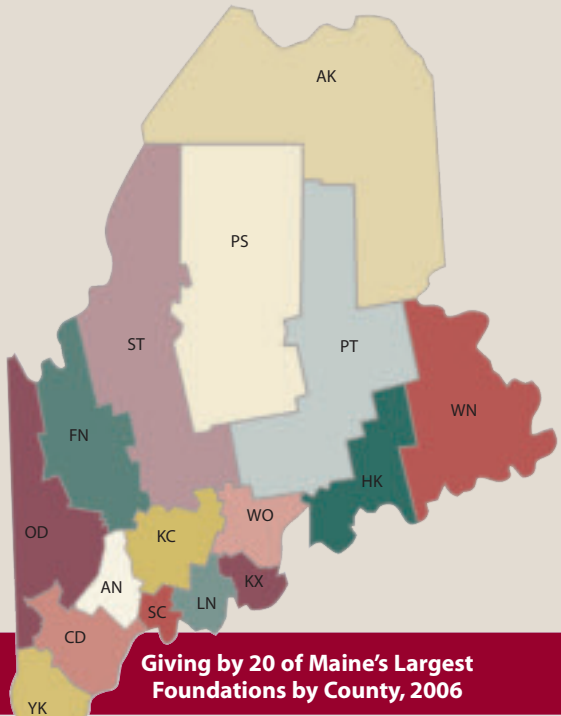 AK
PS
ST
PT
WN
FN
HK
WO
OD
KC
AN
KX
LN
SC
CD
Giving by 20 of Maine’s Largest
Foundations by County, 2006
YK